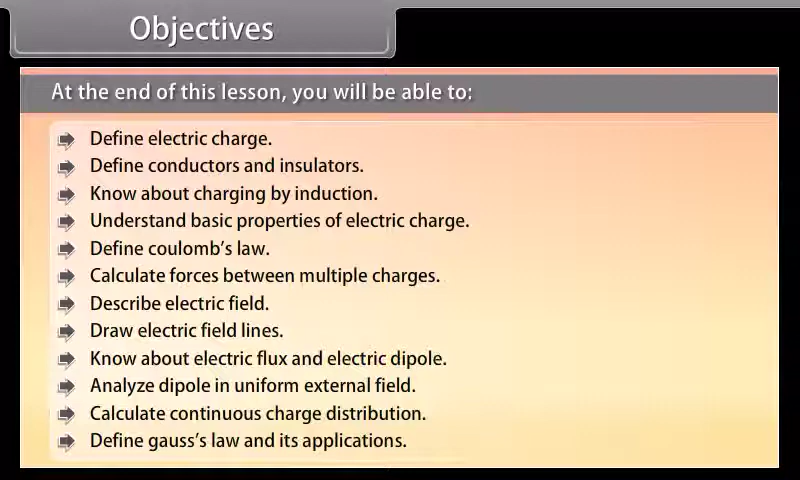 Objectives
At the end of this lesson, you will be able to:
Define electric charge.
Define conductors and insulators.
Know about charging by induction.
Understand basic properties of electric charge.
Define coulomb's law.
Calculate forces between multiple charges.
Describe electric field.
Draw electric field lines.
Know about electric flux and electric dipole.
Analyze dipole in uniform external field.
Calculate continuous charge distribution.
Define gauss's law and its applications.